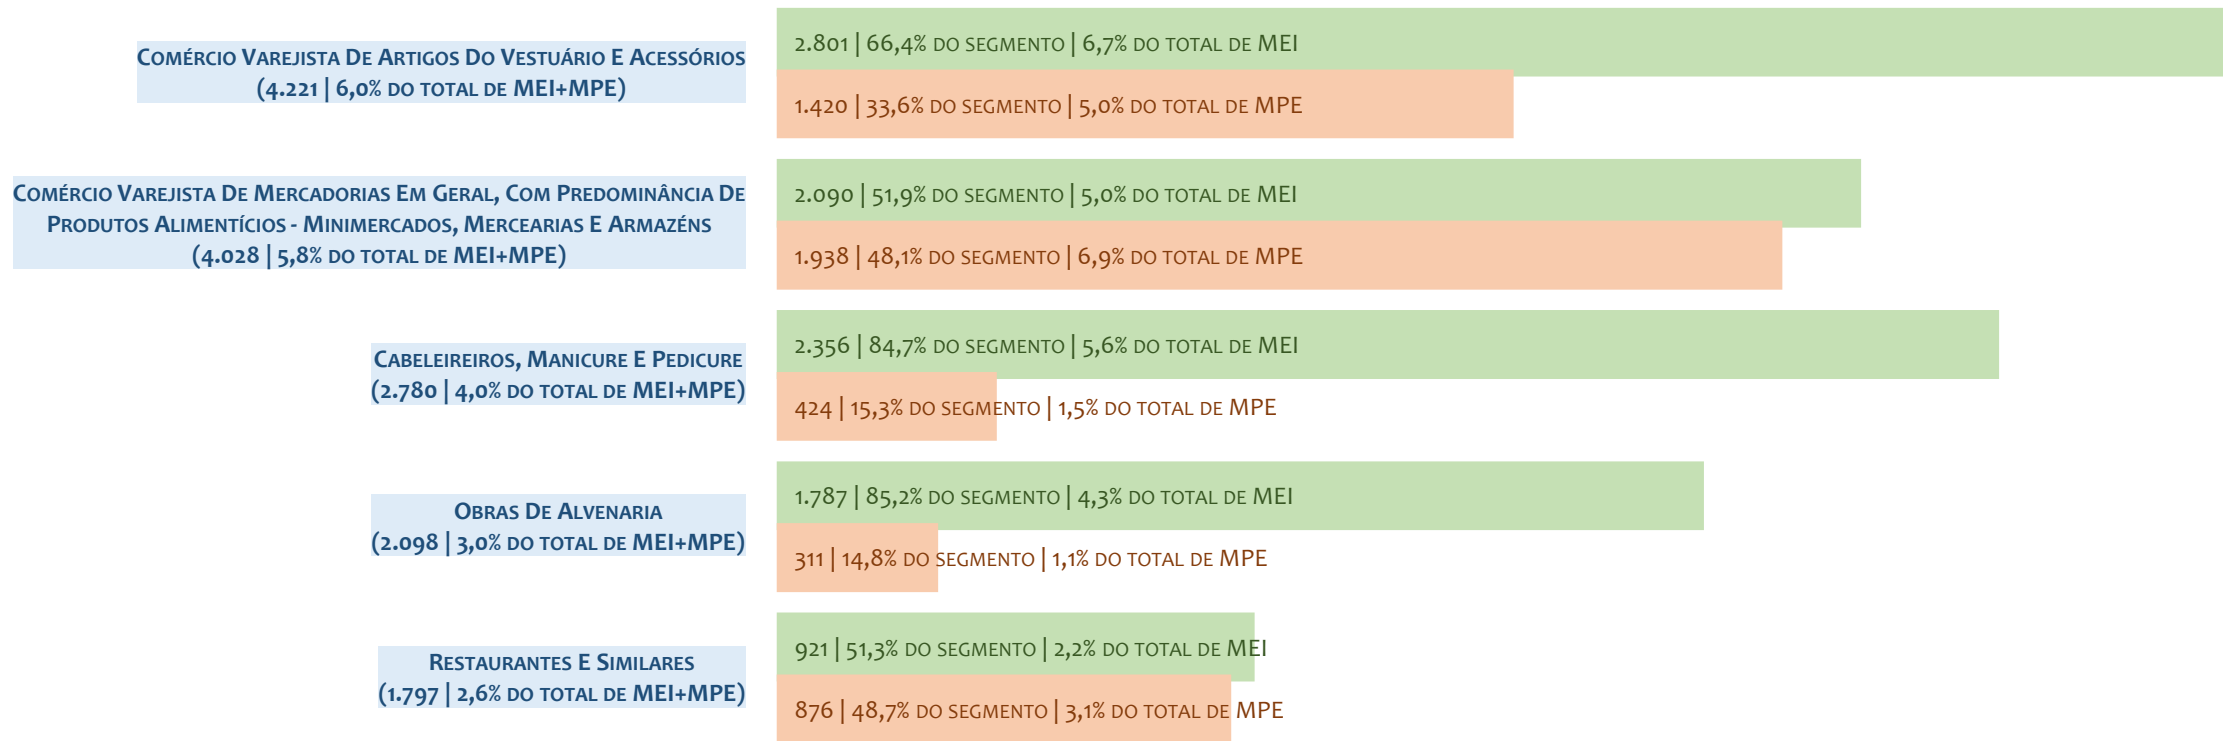 Comércio Varejista De Artigos Do Vestuário E Acessórios
(4.221 | 6,0% do total de MEI+MPE)
2.801 | 66,4% do segmento | 6,7% do total de MEI
1.420 | 33,6% do segmento | 5,0% do total de MPE
Comércio Varejista De Mercadorias Em Geral, Com Predominância De
Produtos Alimentícios - Minimercados, Mercearias E Armazéns
(4.028 | 5,8% do total de MEI+MPE)
2.090 | 51,9% do segmento | 5,0% do total de MEI
1.938 | 48,1% do segmento | 6,9% do total de MPE
Cabeleireiros, Manicure E Pedicure
(2.780 | 4,0% do total de MEI+MPE)
2.356 | 84,7% do segmento | 5,6% do total de MEI
424 | 15,3% do segmento | 1,5% do total de MPE
Obras De Alvenaria
(2.098 | 3,0% do total de MEI+MPE)
1.787 | 85,2% do segmento | 4,3% do total de MEI
311 | 14,8% do segmento | 1,1% do total de MPE
Restaurantes E Similares
(1.797 | 2,6% do total de MEI+MPE)
921 | 51,3% do segmento | 2,2% do total de MEI
876 | 48,7% do segmento | 3,1% do total de MPE